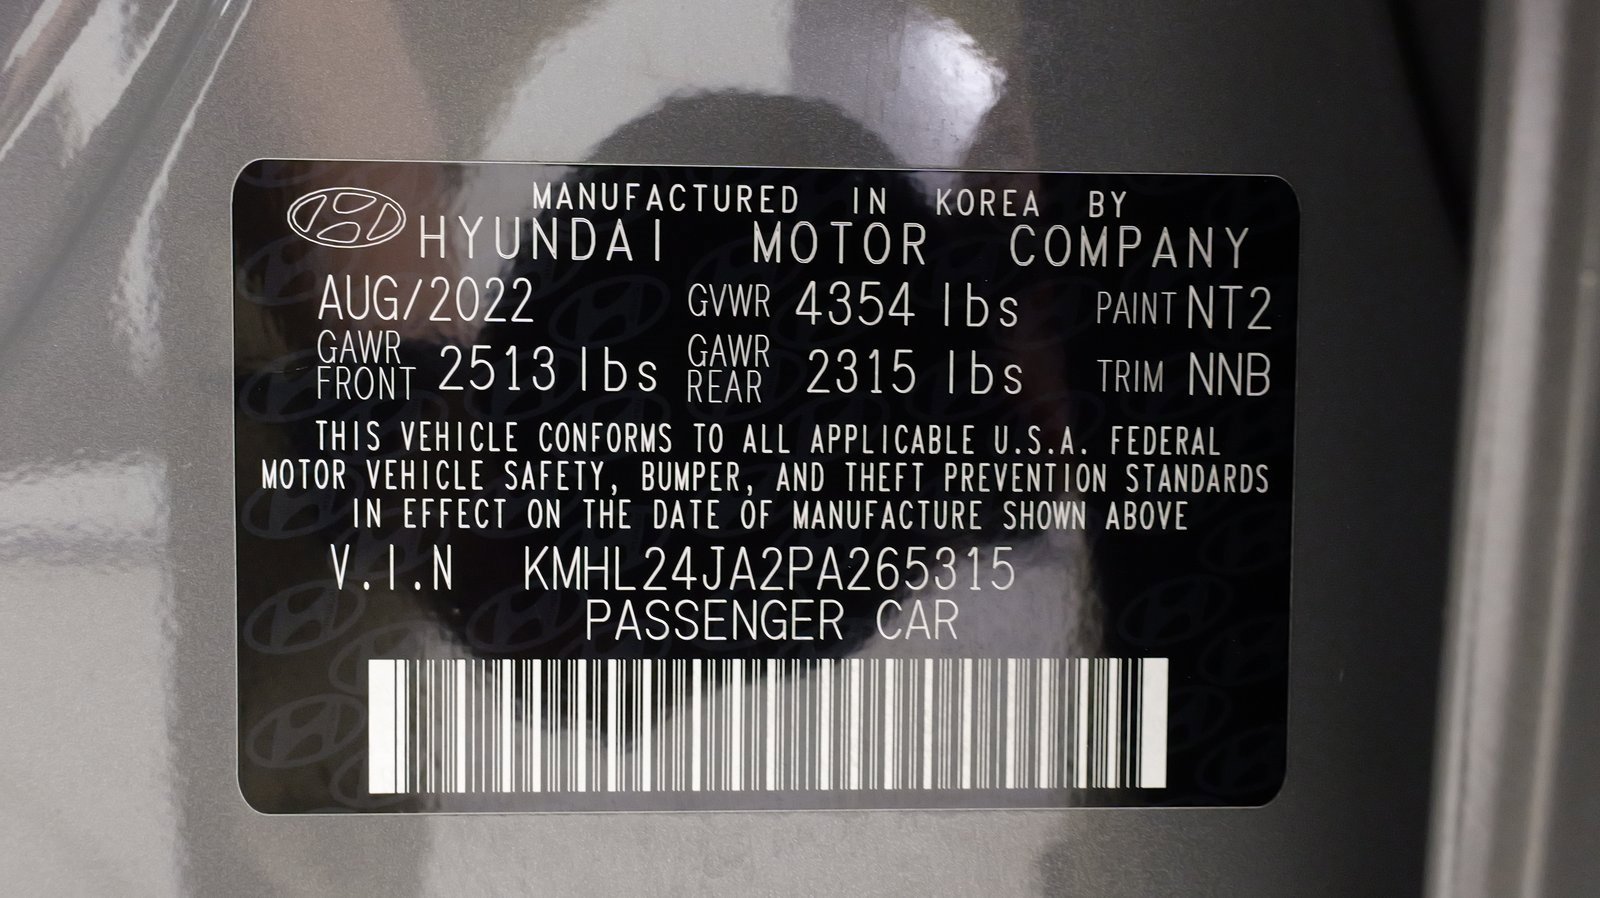 MANUFACTURED IN KOREA BY
HYUNDAI MOTOR COMPANY
AUG/2022 GVWR 4354 lbs PAINT NT2
GAWR FRONT 2513 lbs GAWR REAR 2315 lbs TRIM NNB
THIS VEHICLE CONFORMS TO ALL APPLICABLE U.S.A. FEDERAL
MOTOR VEHICLE SAFETY, BUMPER, AND THEFT PREVENTION STANDARDS
IN EFFECT ON THE DATE OF MANUFACTURE SHOWN ABOVE
V.I.N KMHL24JA2PA265315
PASSENGER CAR